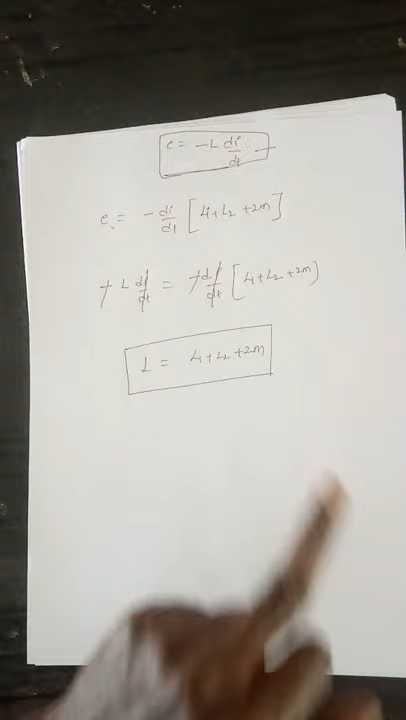 e = -L di/dt
e = -di/dt [L1+L2+2m]
+ L di/dt = + di/dt [L1+L2+2m)
L = L1+L2+2m